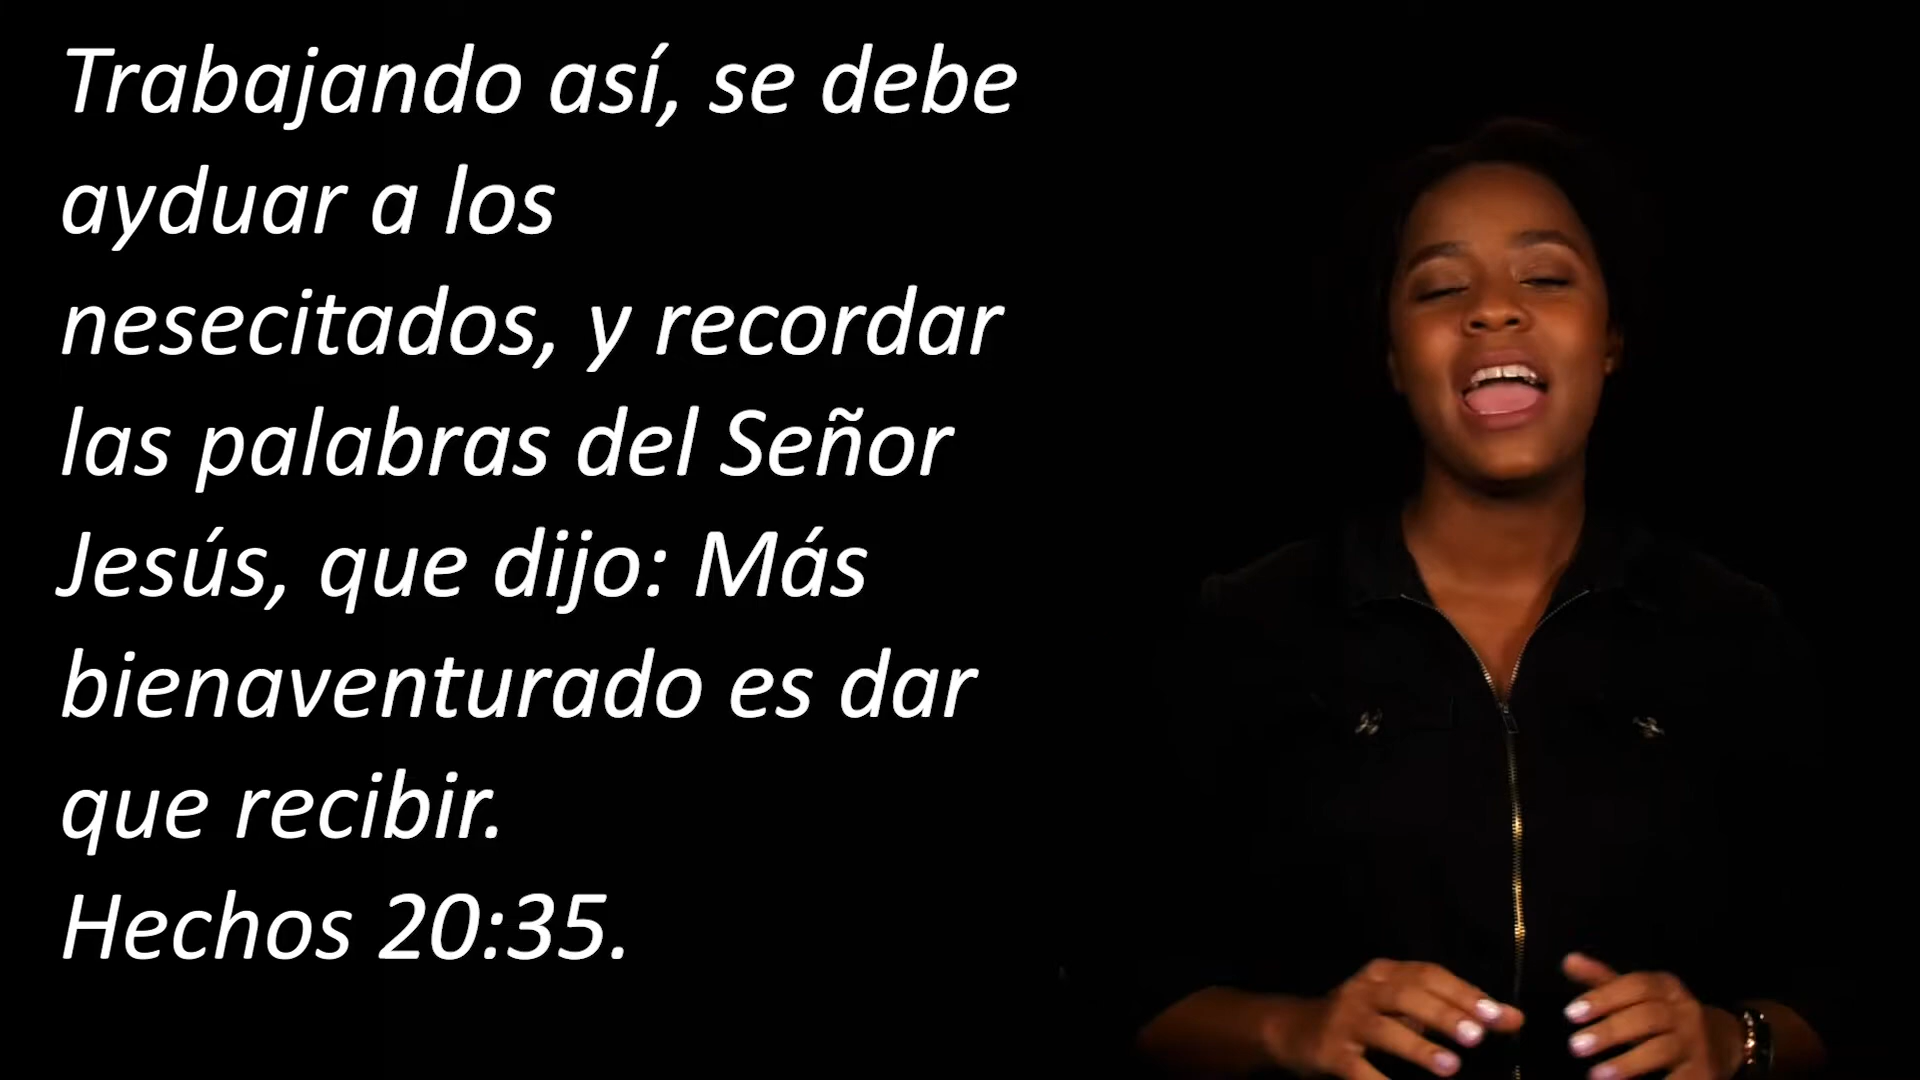 Trabajando así, se debe
ayduar a los
nesecitados, y recordar
las palabras del Señor
Jesús, que dijo: Más
bienaventurado es dar
que recibir.
Hechos 20:35.